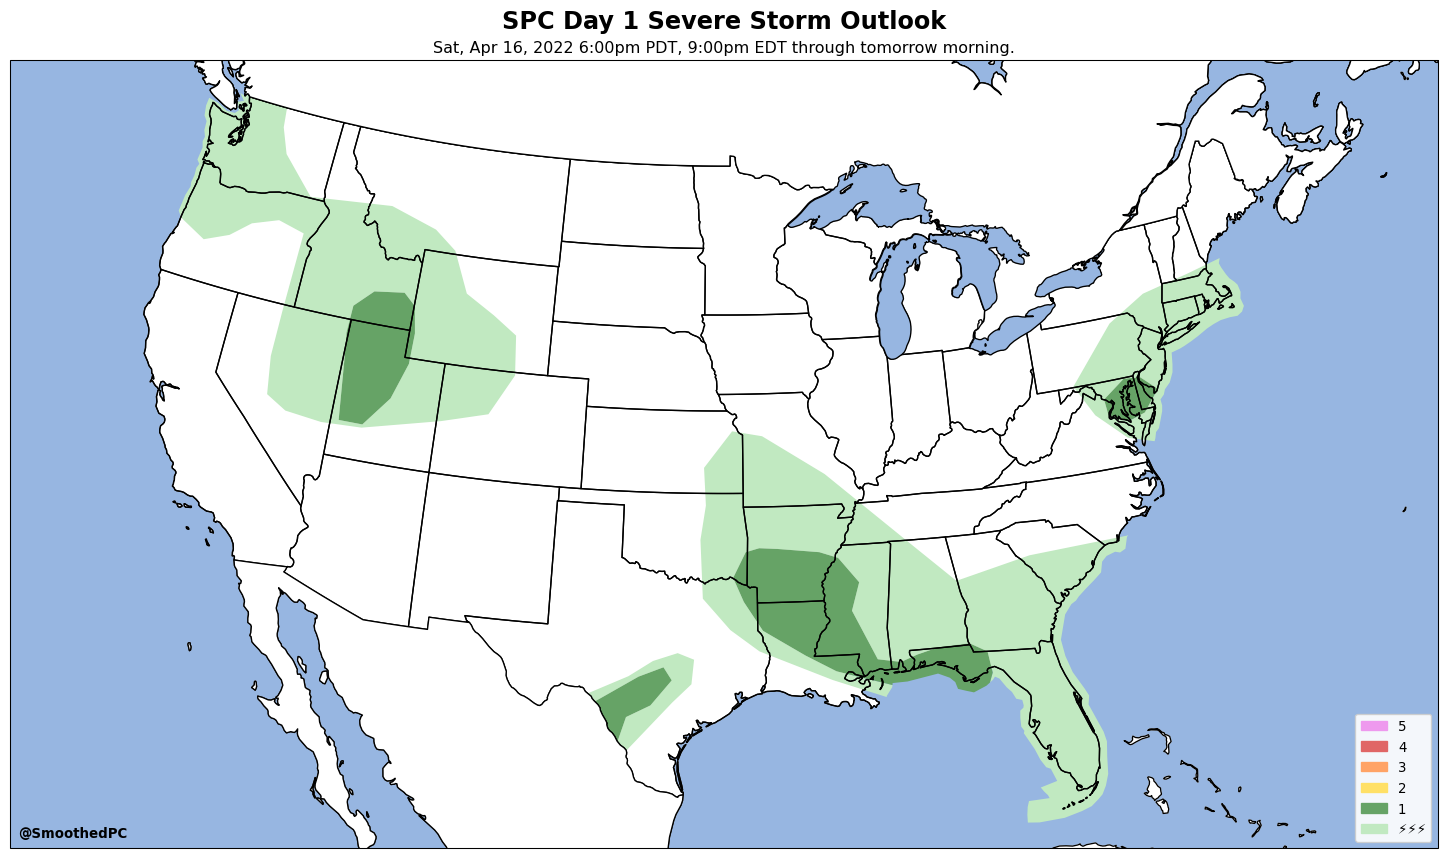 SPC Day 1 Severe Storm Outlook
Sat, Apr 16, 2022 6:00pm PDT, 9:00pm EDT through tomorrow morning.
5
4
3
2
1
⚡⚡⚡
@SmoothedPC